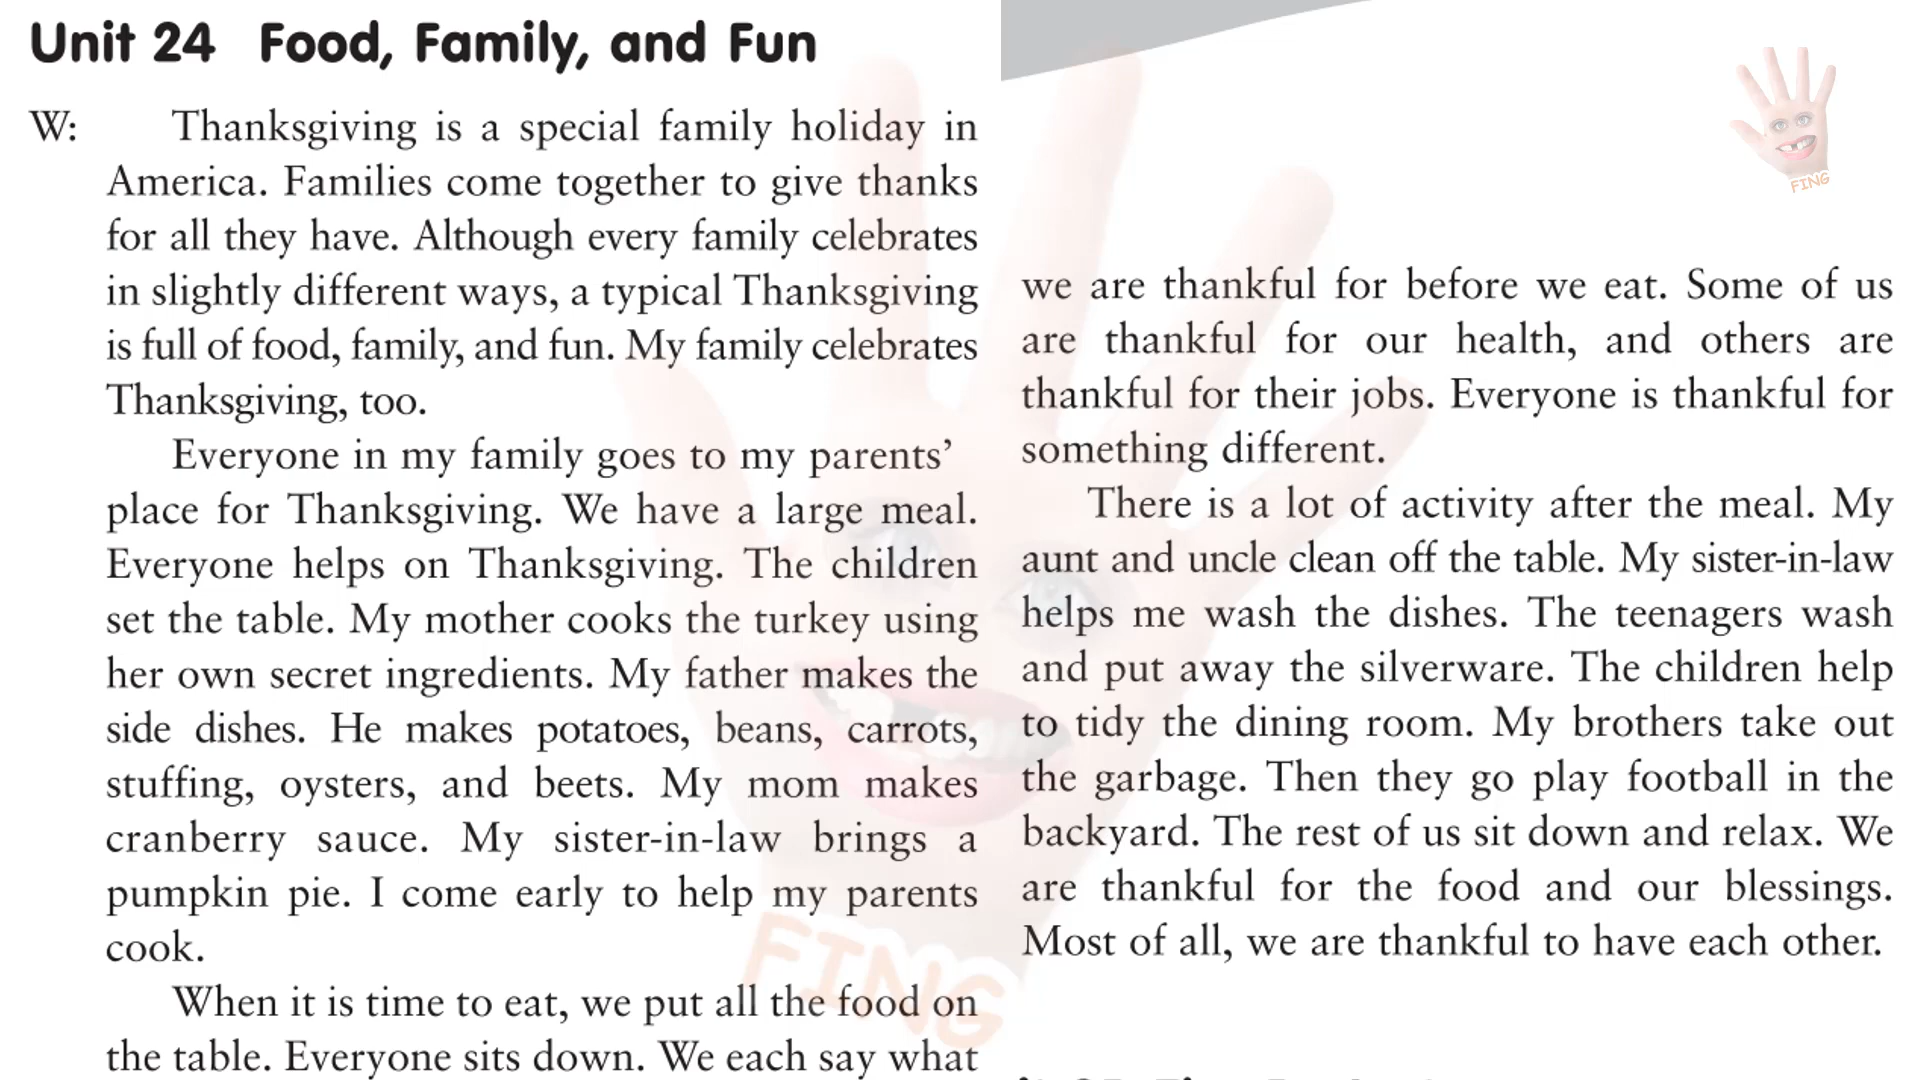 Unit 24 Food, Family, and Fun
W: Thanksgiving is a special family holiday in
America. Families come together to give thanks
for all they have. Although every family celebrates
in slightly different ways, a typical Thanksgiving
is full of food, family, and fun. My family celebrates
Thanksgiving, too.
Everyone in my family goes to my parents’
place for Thanksgiving. We have a large meal.
Everyone helps on Thanksgiving. The children
set the table. My mother cooks the turkey using
her own secret ingredients. My father makes the
side dishes. He makes potatoes, beans, carrots,
stuffing, oysters, and beets. My mom makes
cranberry sauce. My sister-in-law brings a
pumpkin pie. I come early to help my parents
cook.
When it is time to eat, we put all the food on
the table. Everyone sits down. We each say what
we are thankful for before we eat. Some of us
are thankful for our health, and others are
thankful for their jobs. Everyone is thankful for
something different.
There is a lot of activity after the meal. My
aunt and uncle clean off the table. My sister-in-law
helps me wash the dishes. The teenagers wash
and put away the silverware. The children help
to tidy the dining room. My brothers take out
the garbage. Then they go play football in the
backyard. The rest of us sit down and relax. We
are thankful for the food and our blessings.
Most of all, we are thankful to have each other.
FING
FING